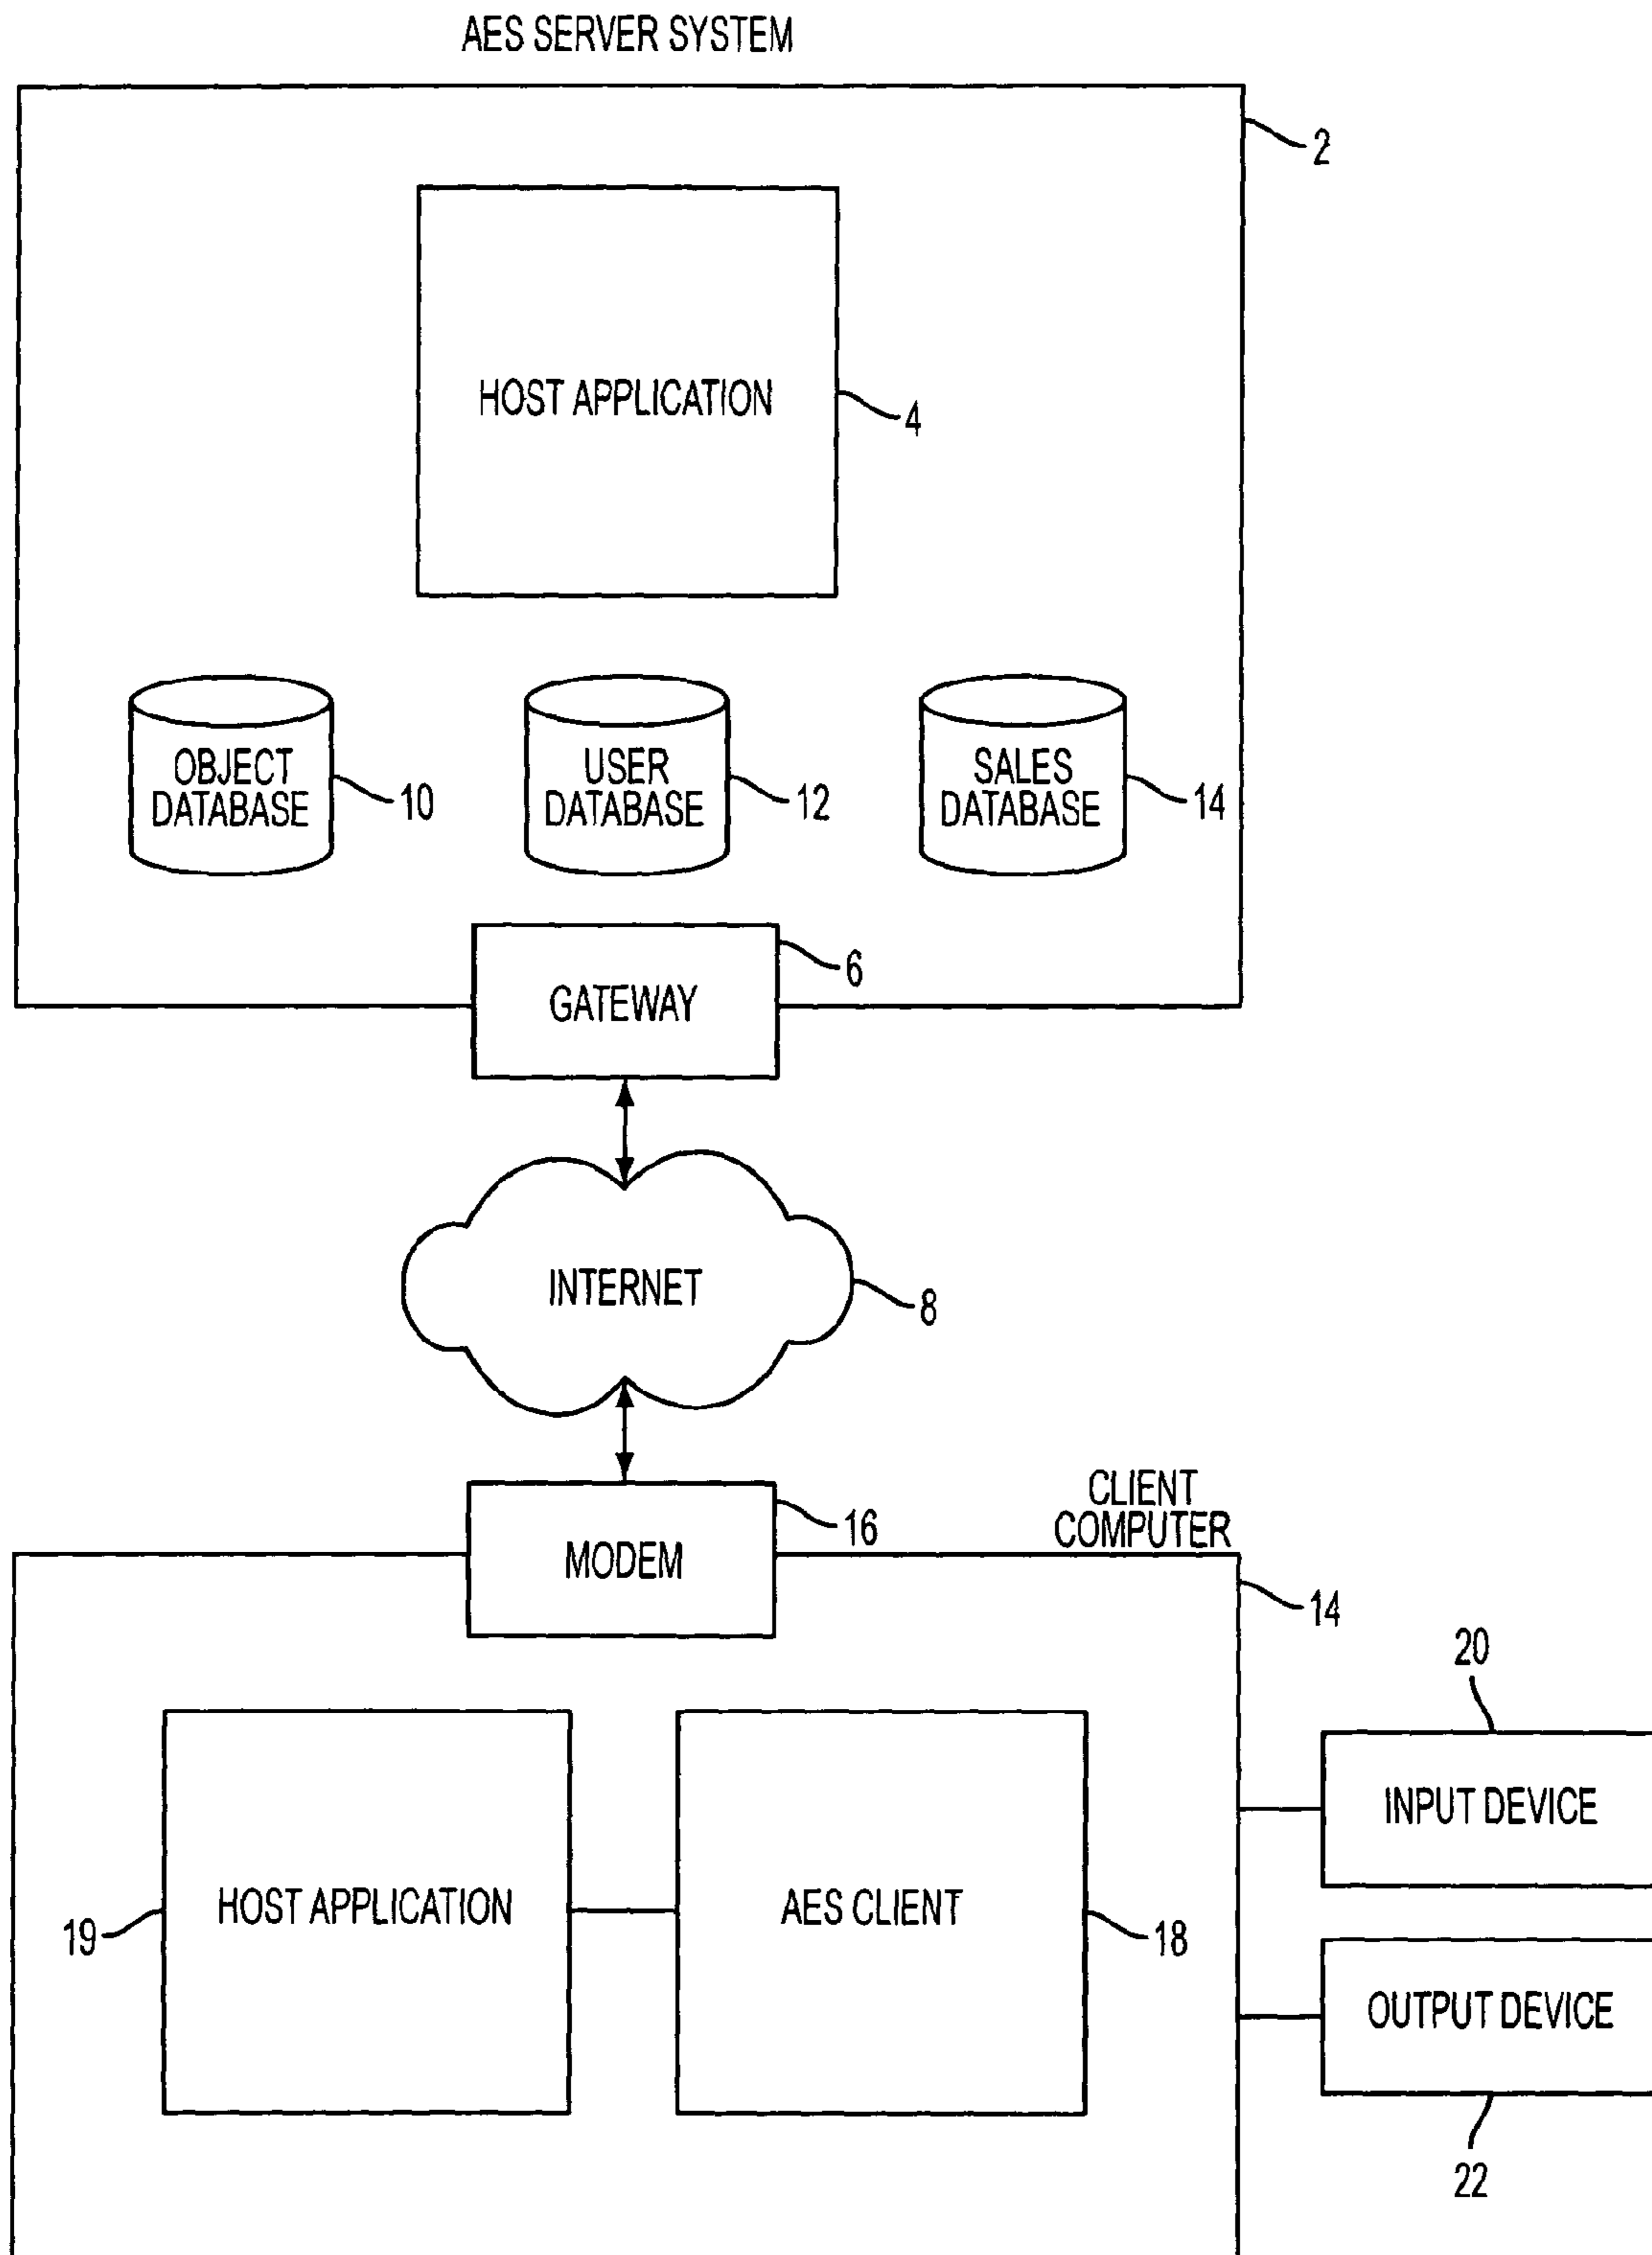 AES SERVER SYSTEM
2
HOST APPLICATION
4
OBJECT
DATABASE
10
USER
DATABASE
12
SALES
DATABASE
14
6
GATEWAY
INTERNET
8
CLIENT
COMPUTER
16
MODEM
14
20
INPUT DEVICE
HOST APPLICATION
19
AES CLIENT
18
OUTPUT DEVICE
22